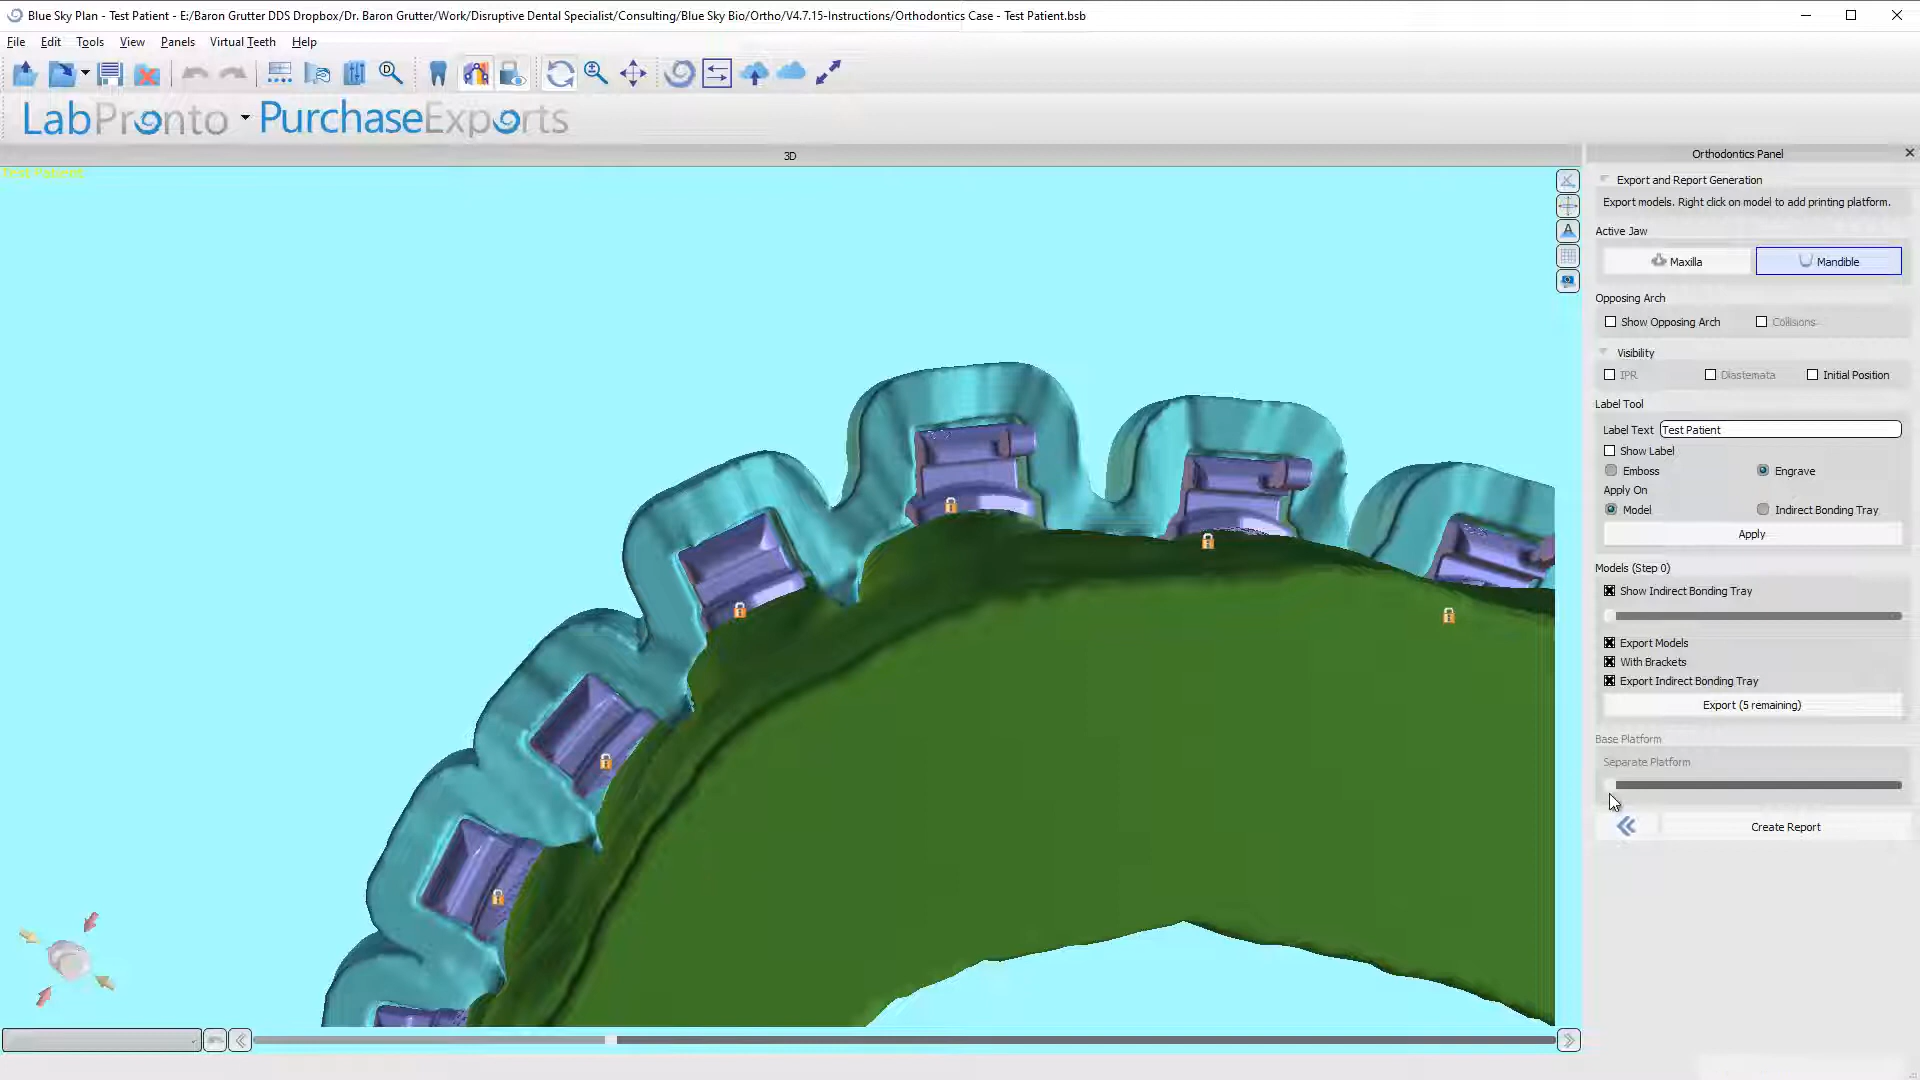 Blue Sky Plan - Test Patient - E:/Baron Grutter DDS Dropbox/Dr. Baron Grutter/Work/Disruptive Dental Specialist/Consulting/Blue Sky Bio/Ortho/V4.7.15-Instructions/Orthodontics Case - Test Patient.bsb
File Edit Tools View Panels Virtual Teeth Help
LabPronto PurchaseExports
3D
Test Patient
Orthodontics Panel
Export and Report Generation
Export models. Right click on model to add printing platform.
Active Jaw
Maxilla Mandible
Opposing Arch
Show Opposing Arch Collisions
Visibility
IPR Diastemata Initial Position
Label Tool
Label Text Test Patient
Show Label
Emboss Engrave
Apply On
Model Indirect Bonding Tray
Apply
Models (Step 0)
Show Indirect Bonding Tray
Export Models
With Brackets
Export Indirect Bonding Tray
Export (5 remaining)
Base Platform
Separate Platform
Create Report